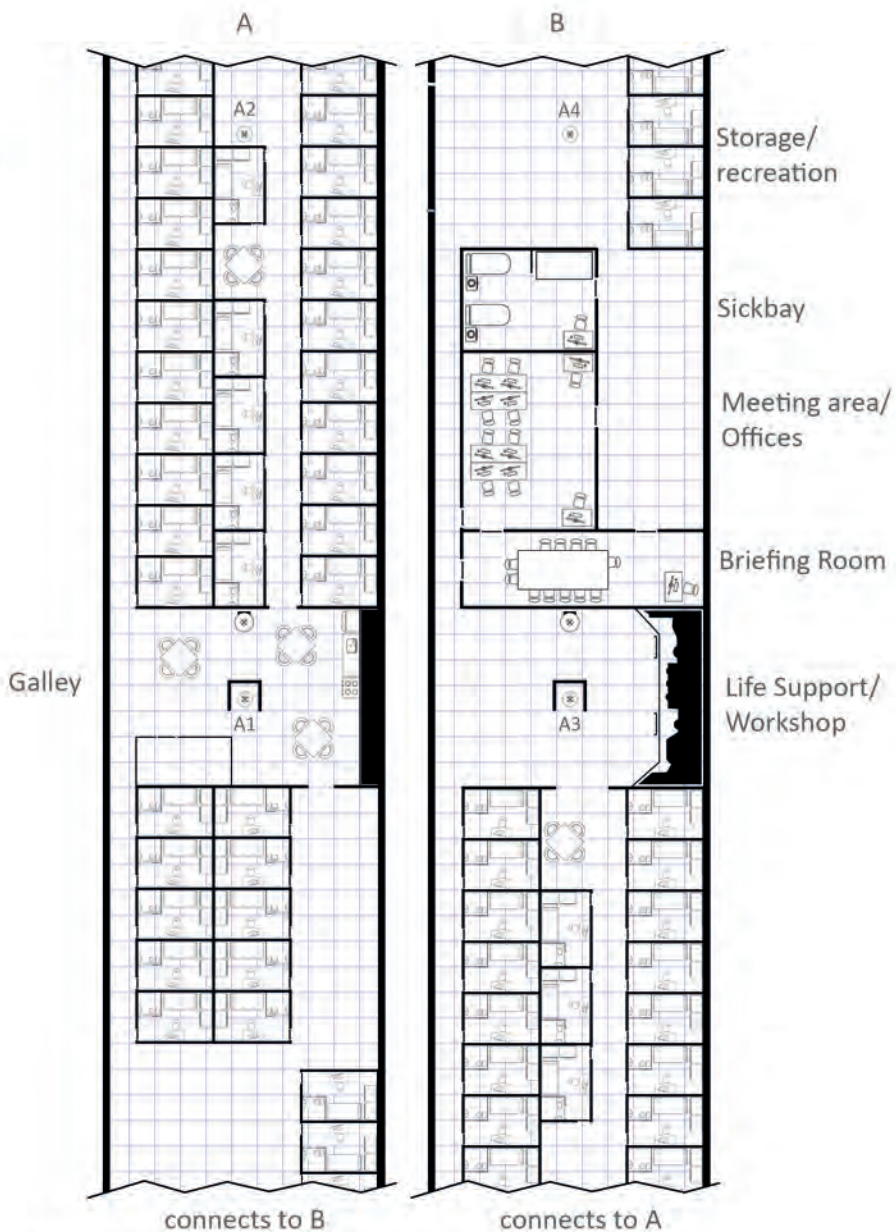 A
B
A2
A4
Storage/
recreation
Sickbay
Meeting area/
Offices
Briefing Room
Galley
A1
A3
Life Support/
Workshop
connects to B
connects to A